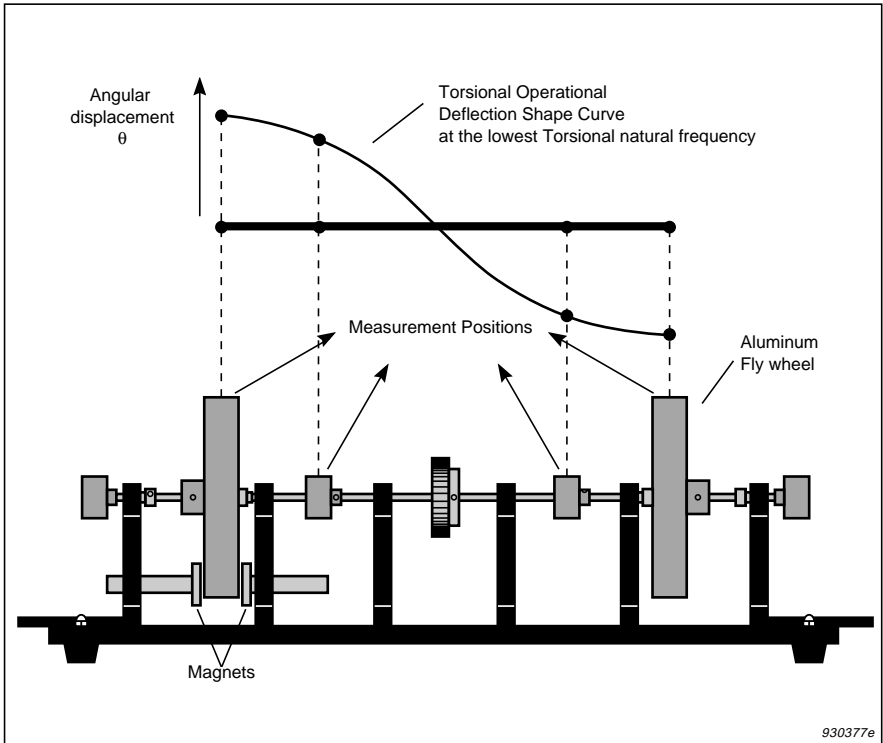 Angular
displacement
θ
Torsional Operational
Deflection Shape Curve
at the lowest Torsional natural frequency
Measurement Positions
Aluminum
Fly wheel
Magnets
930377e